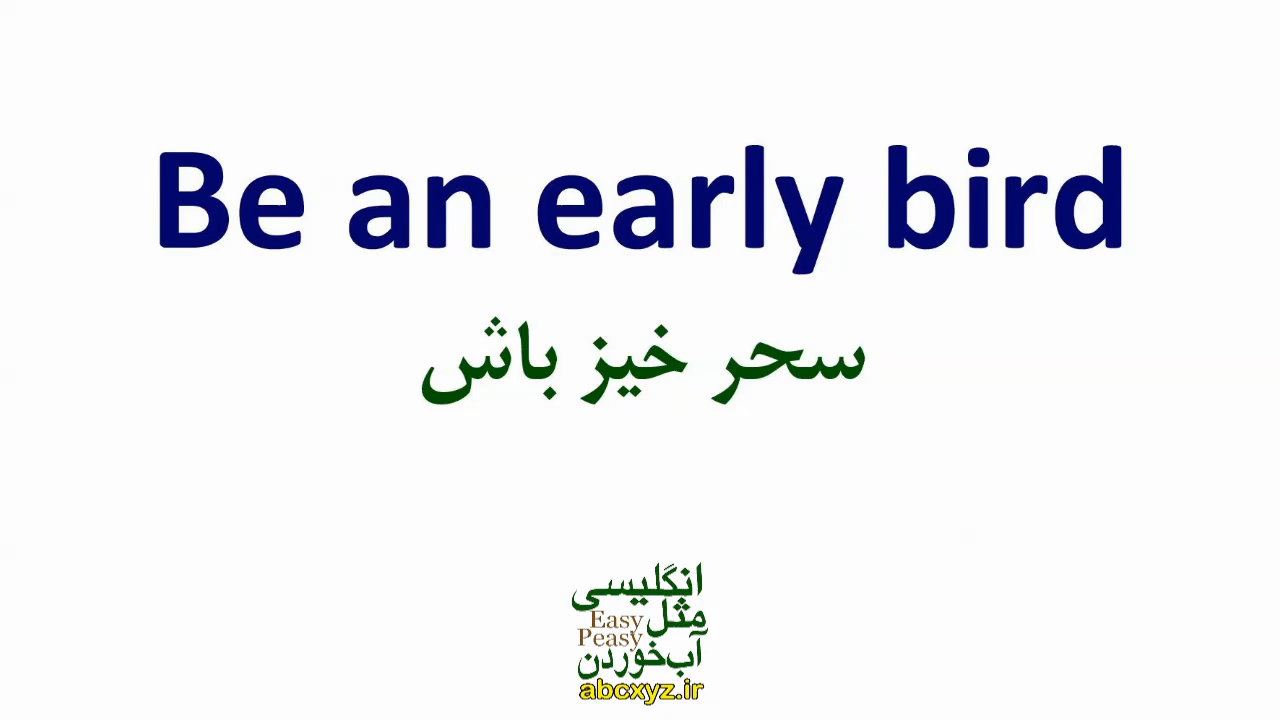 Be an early bird
سحر خیز باش
انگلیسی
مثل
Easy
Peasy
آب‌خوردن
abcxyz.ir